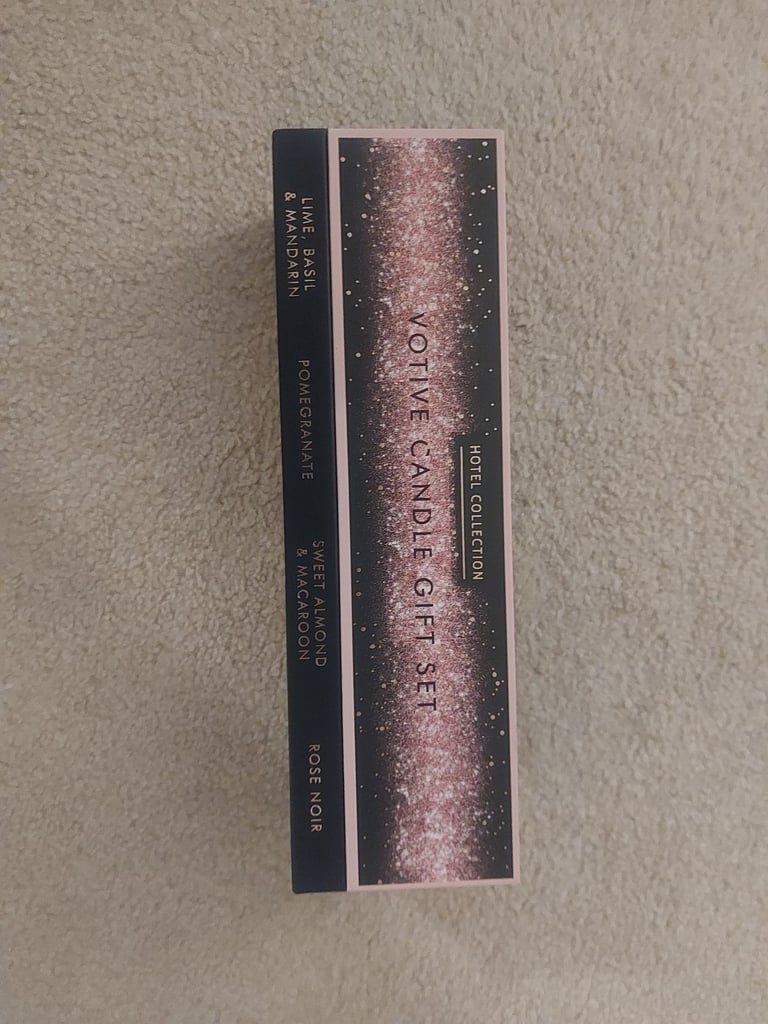 HOTEL COLLECTION
VOTIVE CANDLE GIFT SET
LIME, BASIL
& MANDARIN
POMEGRANATE
SWEET ALMOND
& MACAROON
ROSE NOIR